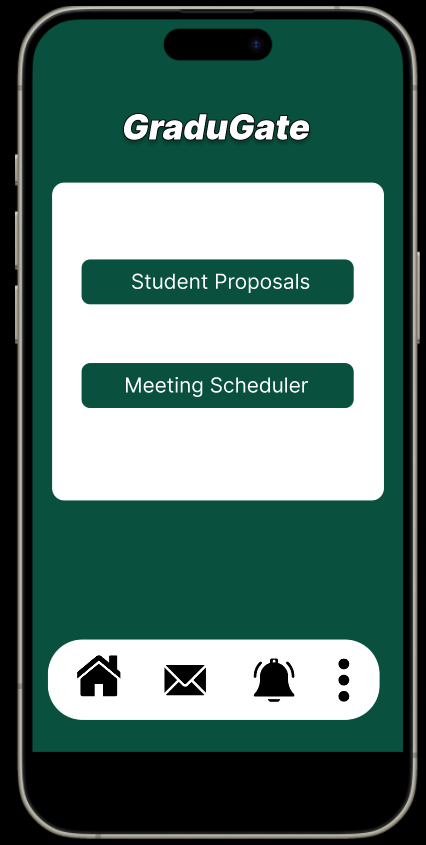 GraduGate
Student Proposals
Meeting Scheduler